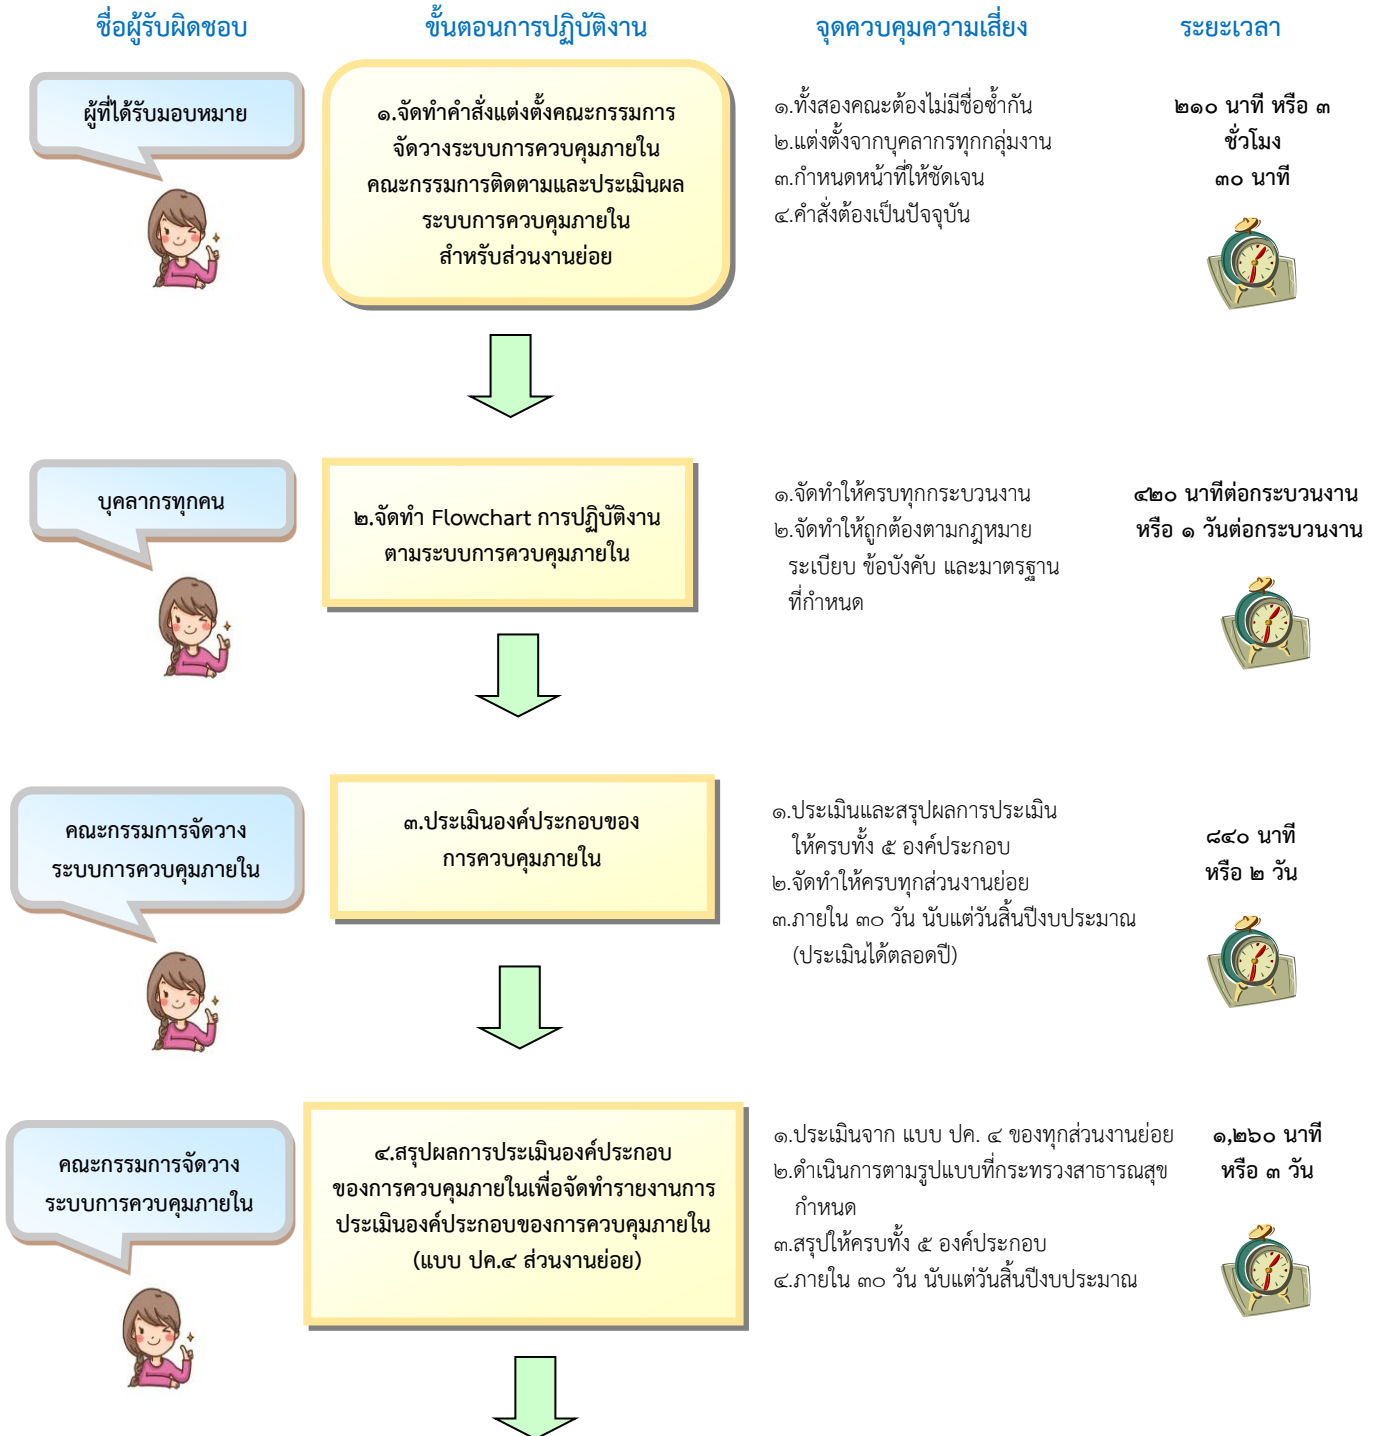 ชื่อผู้รับผิดชอบ
ขั้นตอนการปฏิบัติงาน
จุดควบคุมความเสี่ยง
ระยะเวลา
ผู้ที่ได้รับมอบหมาย
๑.จัดทำคำสั่งแต่งตั้งคณะกรรมการ
จัดวางระบบการควบคุมภายใน
คณะกรรมการติดตามและประเมินผล
ระบบการควบคุมภายใน
สำหรับส่วนงานย่อย
๑.ทั้งสองคณะต้องไม่มีชื่อซ้ำกัน
๒.แต่งตั้งจากบุคลากรทุกกลุ่มงาน
๓.กำหนดหน้าที่ให้ชัดเจน
๔.คำสั่งต้องเป็นปัจจุบัน
๒๑๐ นาที หรือ ๓
ชั่วโมง
๓๐ นาที
บุคลากรทุกคน
๒.จัดทำ Flowchart การปฏิบัติงาน
ตามระบบการควบคุมภายใน
๑.จัดทำให้ครบทุกกระบวนงาน
๒.จัดทำให้ถูกต้องตามกฎหมาย
ระเบียบ ข้อบังคับ และมาตรฐาน
ที่กำหนด
๔๒๐ นาทีต่อกระบวนงาน
หรือ ๑ วันต่อกระบวนงาน
คณะกรรมการจัดวาง
ระบบการควบคุมภายใน
๓.ประเมินองค์ประกอบของ
การควบคุมภายใน
๑.ประเมินและสรุปผลการประเมิน
ให้ครบทั้ง ๕ องค์ประกอบ
๒.จัดทำให้ครบทุกส่วนงานย่อย
๓.ภายใน ๓๐ วัน นับแต่วันสิ้นปีงบประมาณ
(ประเมินได้ตลอดปี)
๘๔๐ นาที
หรือ ๒ วัน
คณะกรรมการจัดวาง
ระบบการควบคุมภายใน
๔.สรุปผลการประเมินองค์ประกอบ
ของการควบคุมภายในเพื่อจัดทำรายงานการ
ประเมินองค์ประกอบของการควบคุมภายใน
(แบบ ปค.๔ ส่วนงานย่อย)
๑.ประเมินจาก แบบ ปค. ๔ ของทุกส่วนงานย่อย
๒.ดำเนินการตามรูปแบบที่กระทรวงสาธารณสุข
กำหนด
๓.สรุปให้ครบทั้ง ๕ องค์ประกอบ
๔.ภายใน ๓๐ วัน นับแต่วันสิ้นปีงบประมาณ
๑,๒๖๐ นาที
หรือ ๓ วัน